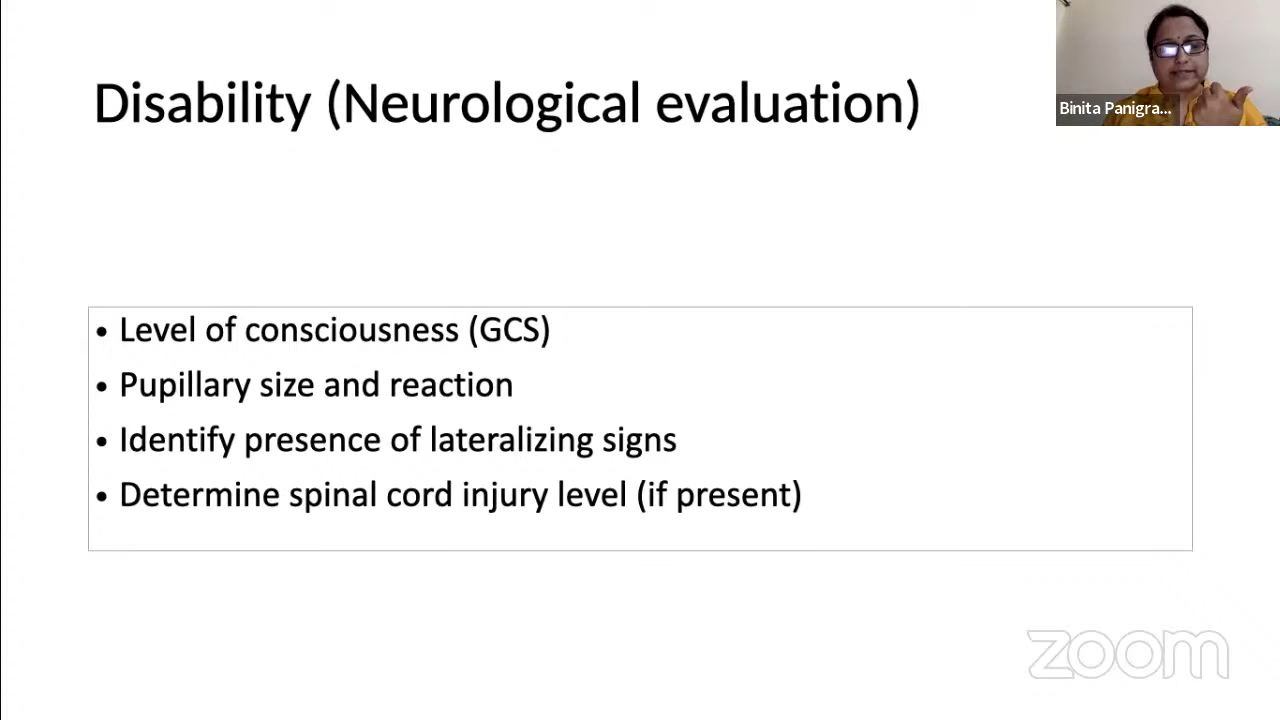 Disability (Neurological evaluation)
Binita Panigra...
• Level of consciousness (GCS)
• Pupillary size and reaction
• Identify presence of lateralizing signs
• Determine spinal cord injury level (if present)
zoom